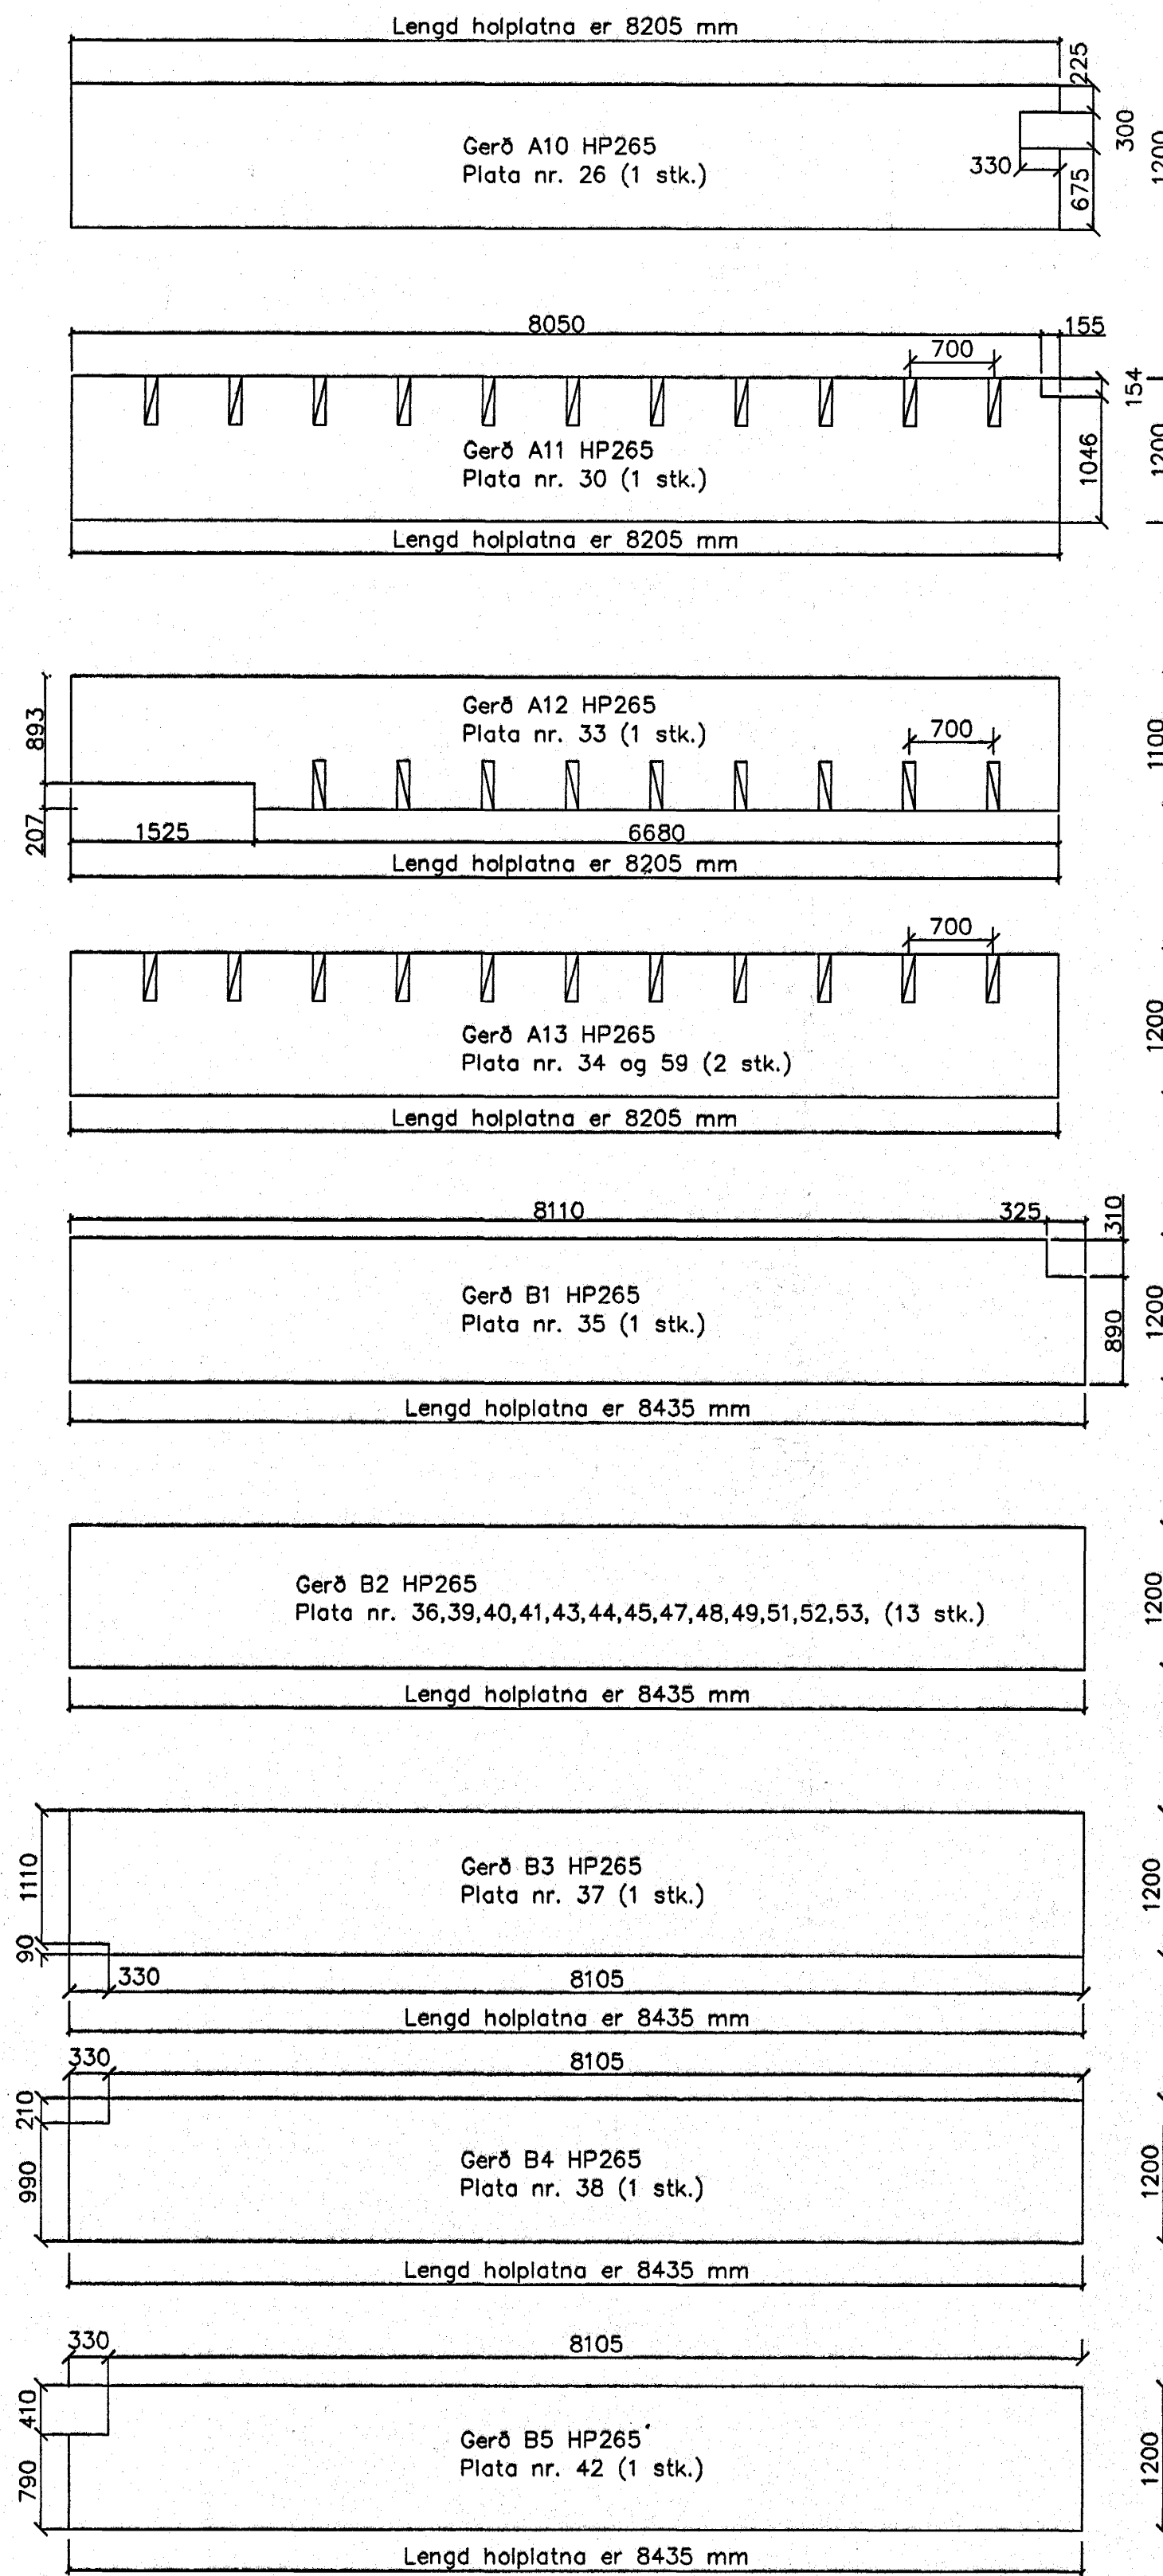 Lengd holplatna er 8205 mm
225
300
1200
Gerð A10 HP265
Plata nr. 26 (1 stk.)
330
675
8050
155
700
154
1200
1046
Gerð A11 HP265
Plata nr. 30 (1 stk.)
Lengd holplatna er 8205 mm
893
Gerð A12 HP265
Plata nr. 33 (1 stk.)
700
1100
207
1525
6680
Lengd holplatna er 8205 mm
700
1200
Gerð A13 HP265
Plata nr. 34 og 59 (2 stk.)
Lengd holplatna er 8205 mm
8110
325
310
Gerð B1 HP265
Plata nr. 35 (1 stk.)
890
1200
Lengd holplatna er 8435 mm
Gerð B2 HP265
Plata nr. 36,39,40,41,43,44,45,47,48,49,51,52,53, (13 stk.)
1200
Lengd holplatna er 8435 mm
1110
Gerð B3 HP265
Plata nr. 37 (1 stk.)
1200
90
330
8105
Lengd holplatna er 8435 mm
330
8105
210
990
Gerð B4 HP265
Plata nr. 38 (1 stk.)
1200
Lengd holplatna er 8435 mm
330
8105
410
790
Gerð B5 HP265
Plata nr. 42 (1 stk.)
1200
Lengd holplatna er 8435 mm